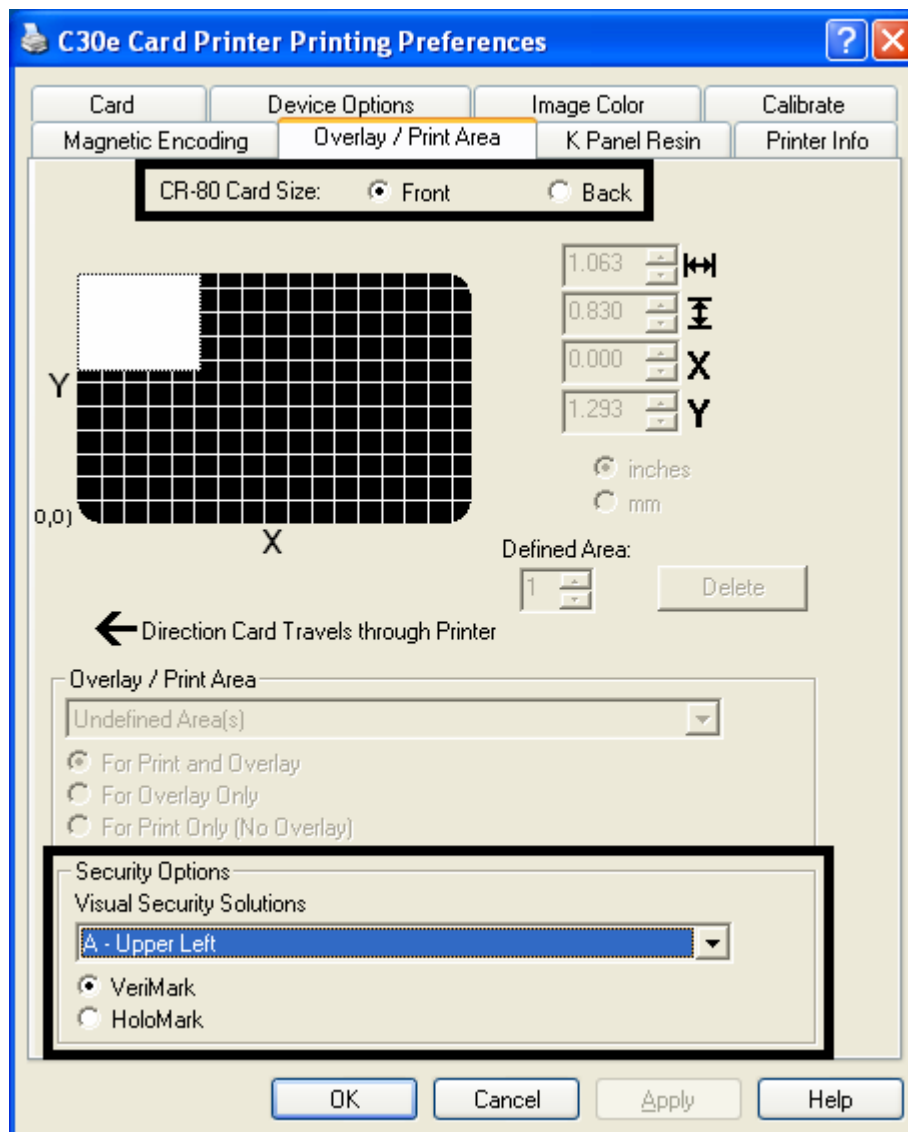 C30e Card Printer Printing Preferences
Card Device Options Image Color Calibrate
Magnetic Encoding Overlay / Print Area K Panel Resin Printer Info
CR-80 Card Size: Front Back
1.063
0.830
0.000 X
1.293 Y
Y
inches
mm
0,0)
X
Defined Area:
1 Delete
Direction Card Travels through Printer
Overlay / Print Area
Undefined Area(s)
For Print and Overlay
For Overlay Only
For Print Only (No Overlay)
Security Options
Visual Security Solutions
A - Upper Left
VeriMark
HoloMark
OK Cancel Apply Help